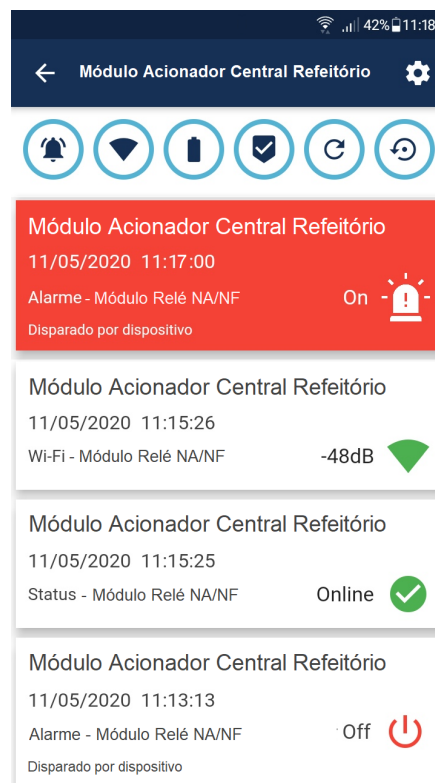 42% 11:18
Módulo Acionador Central Refeitório
Módulo Acionador Central Refeitório
11/05/2020 11:17:00
Alarme - Módulo Relé NA/NF On
Disparado por dispositivo
Módulo Acionador Central Refeitório
11/05/2020 11:15:26
Wi-Fi - Módulo Relé NA/NF -48dB
Módulo Acionador Central Refeitório
11/05/2020 11:15:25
Status - Módulo Relé NA/NF Online
Módulo Acionador Central Refeitório
11/05/2020 11:13:13
Alarme - Módulo Relé NA/NF Off
Disparado por dispositivo